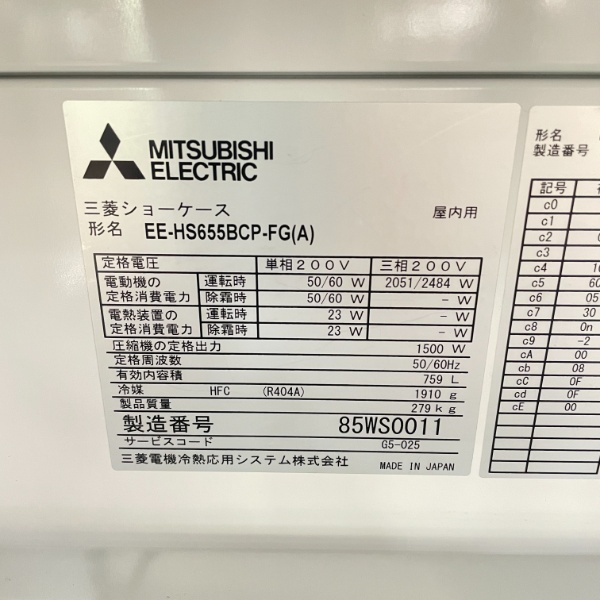 MITSUBISHI
ELECTRIC
三菱ショーケース 屋内用
形名 EE-HS655BCP-FG(A)
定格電圧 単相200V 三相200V
電動機の 運転時 50/60 W 2051/2484 W
定格消費電力 除霜時 50/60 W - W
電熱装置の 運転時 23 W - W
定格消費電力 除霜時 23 W - W
圧縮機の定格出力 1500 W
定格周波数 50/60Hz
有効内容積 759 L
冷媒 HFC (R404A) 1910 g
製品質量 279kg
製造番号 85WS0011
サービスコード G5-025
三菱電機冷熱応用システム株式会社 MADE IN JAPAN
形名
製造番号
記号
c0
c1
c2
c3
c4
c5
c6 05
c7 30
c8 0n
c9 -2
cA 00
cb 08
cC 0F
cd 0F
cE 00